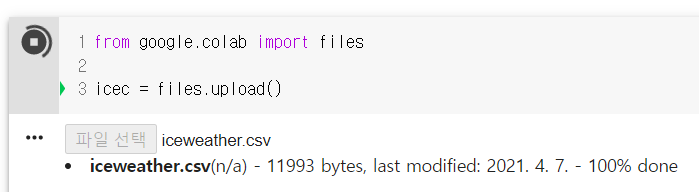 1 from google.colab import files
2
3 icec = files.upload()
파일 선택 iceweather.csv
• iceweather.csv(n/a) - 11993 bytes, last modified: 2021. 4. 7. - 100% done